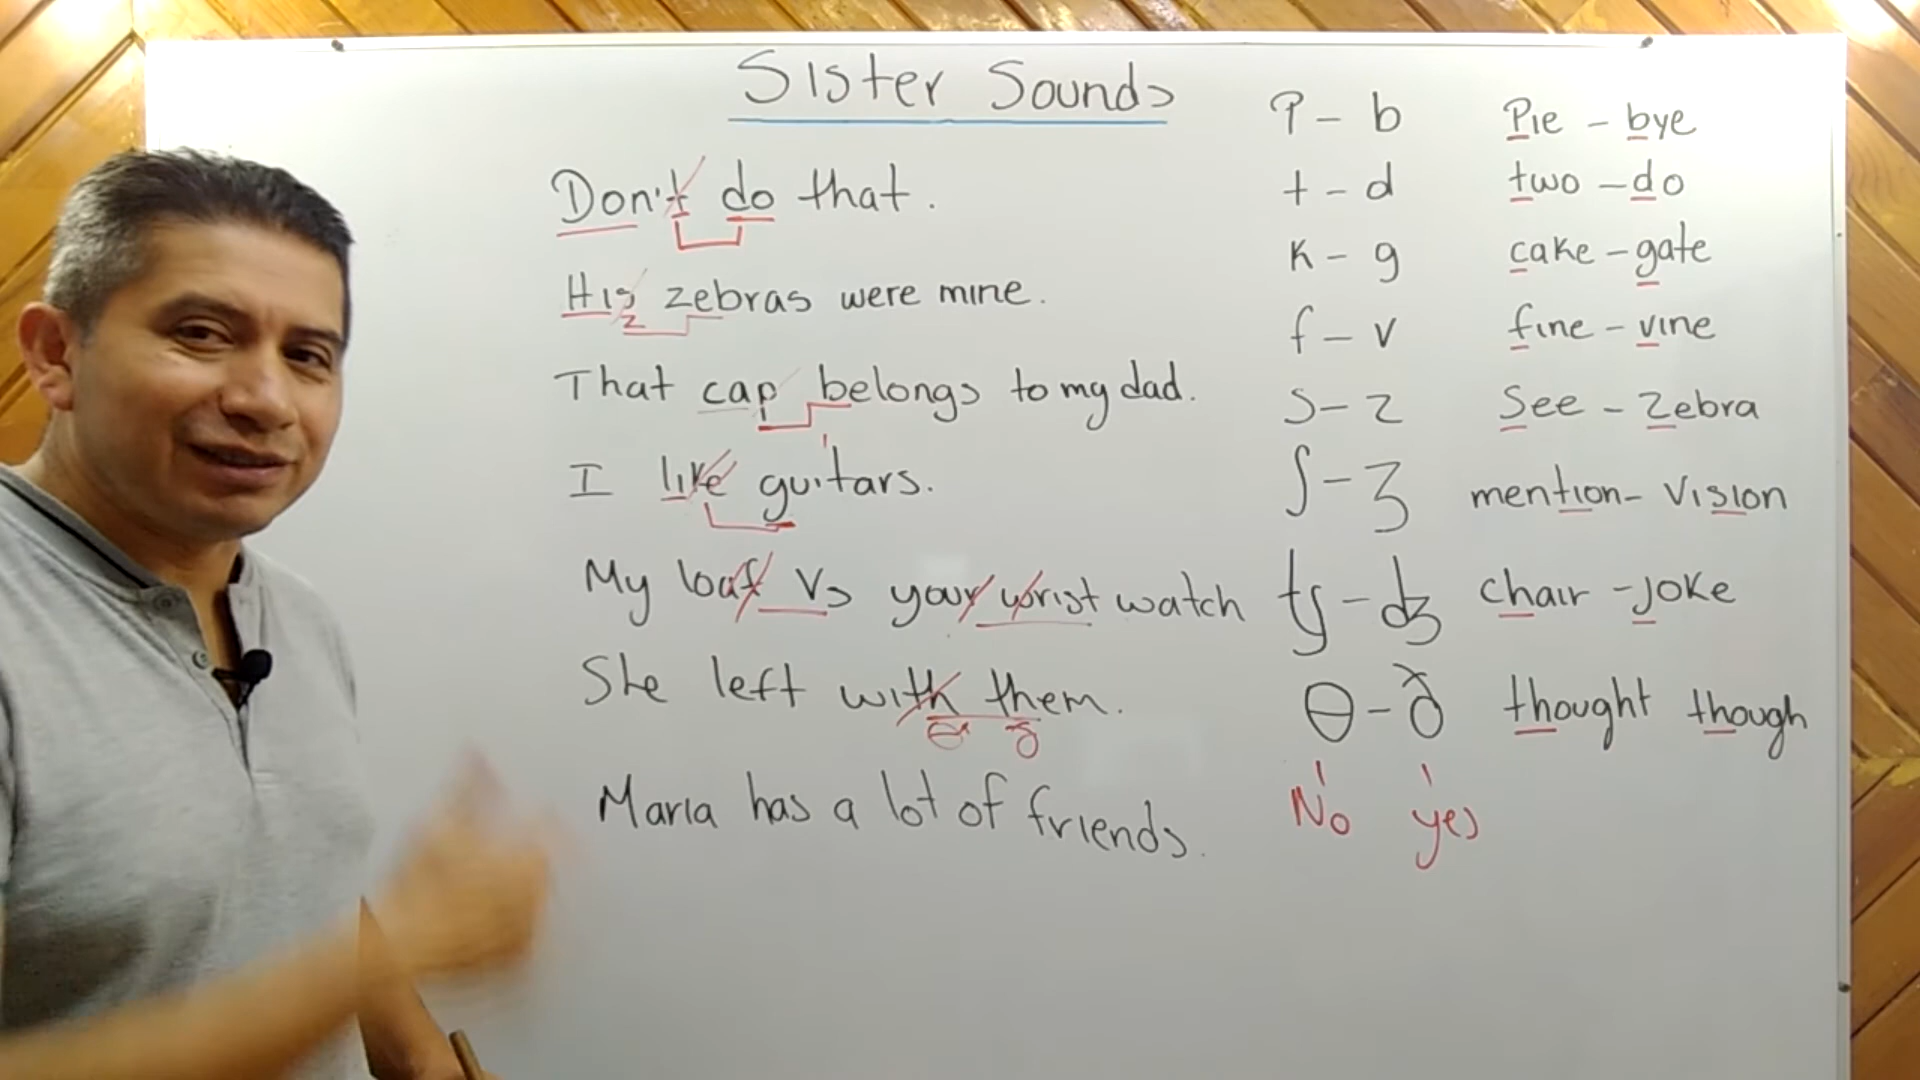 Sister Sounds
Don't do that.
His zebras were mine.
z
That cap belongs to my dad.
I like guitars.
My loaf Vs your wrist watch
She left with them.
θ ð
Maria has a lot of friends.
P - b Pie - bye
t - d two - do
K - g cake - gate
f - v fine - vine
S - z See - Zebra
ʃ - ʒ mention - Vision
tʃ - dʒ chair - Joke
θ - ð thought though
No yes